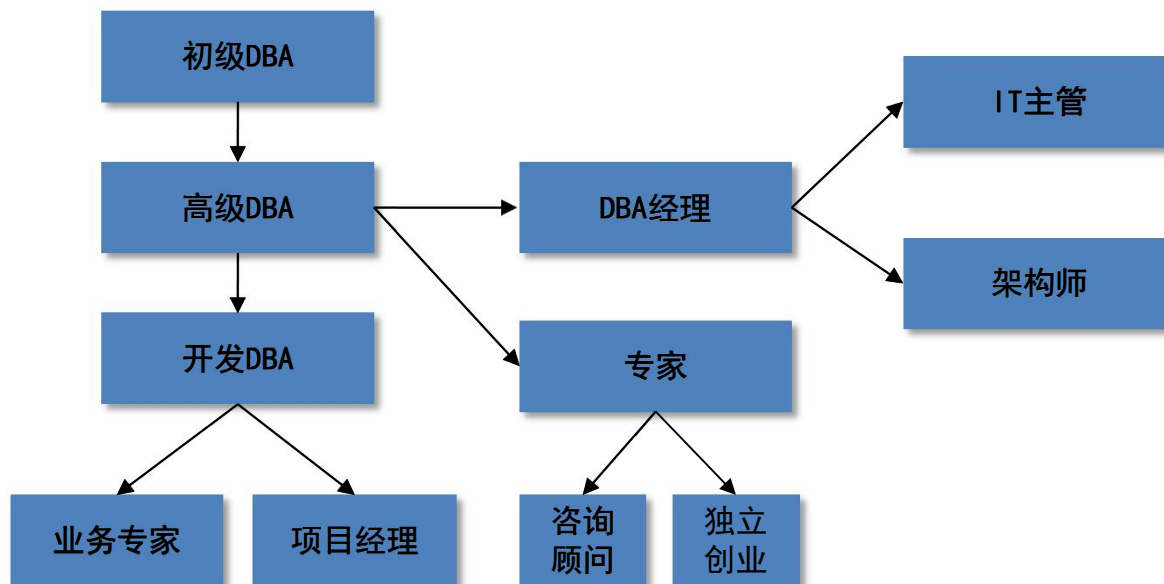 初级DBA
IT主管
高级DBA
DBA经理
架构师
开发DBA
专家
业务专家
项目经理
咨询
顾问
独立
创业